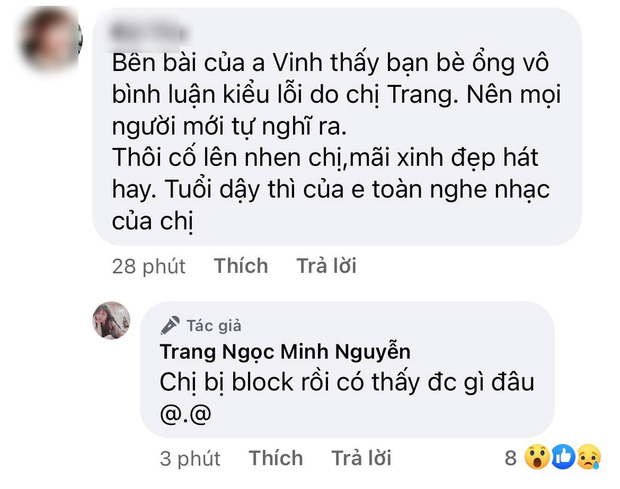 Bên bài của a Vinh thấy bạn bè ổng vô
bình luận kiểu lỗi do chị Trang. Nên mọi
người mới tự nghĩ ra.
Thôi cố lên nhen chị,mãi xinh đẹp hát
hay. Tuổi dậy thì của e toàn nghe nhạc
của chị
28 phút Thích Trả lời
Tác giả
Trang Ngọc Minh Nguyễn
Chị bị block rồi có thấy đc gì đâu
@.@
3 phút Thích Trả lời 8